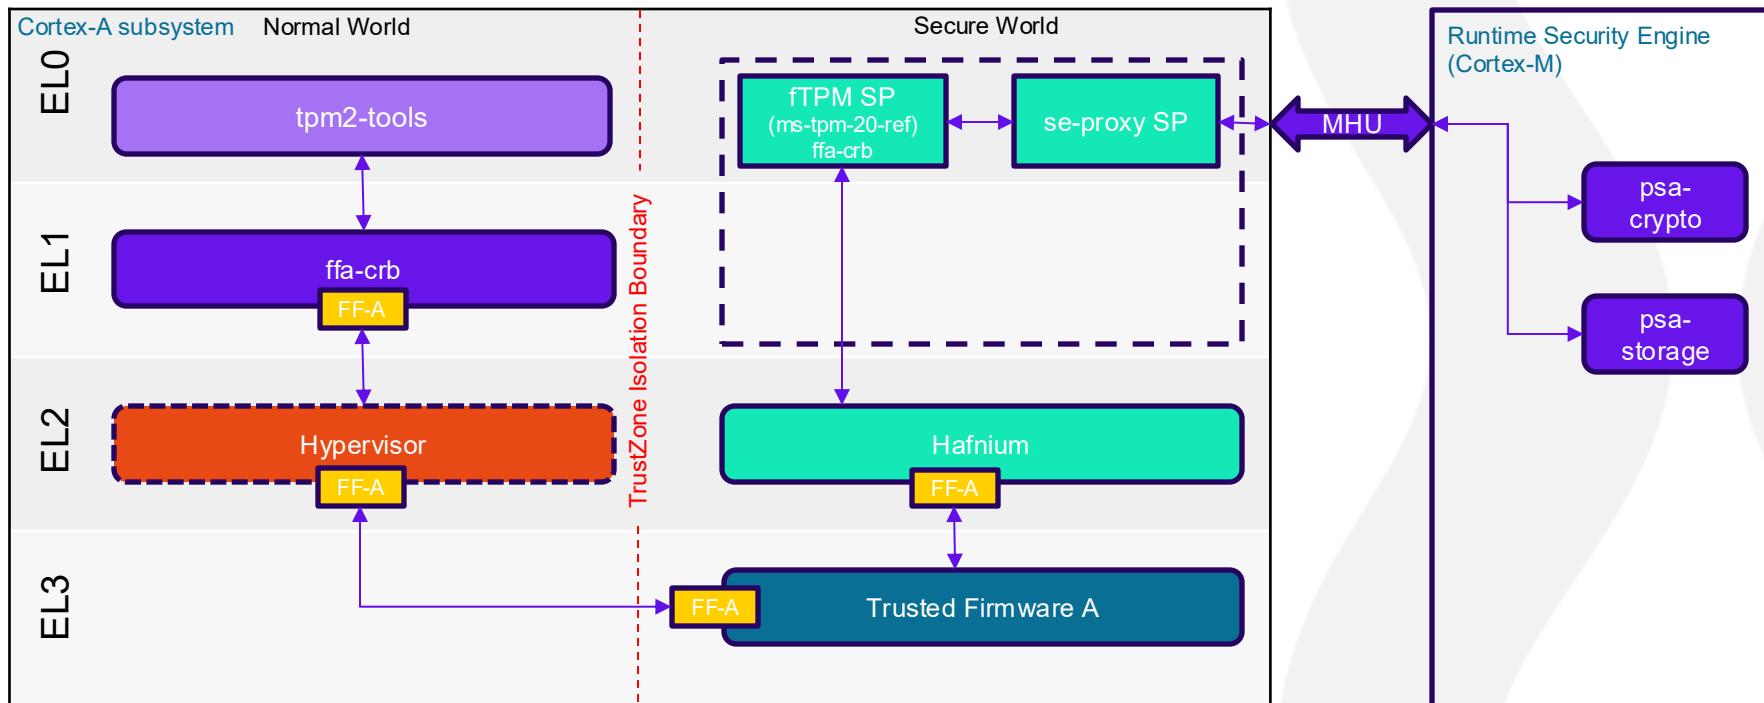 Cortex-A subsystem
Normal World
Secure World
Runtime Security Engine
(Cortex-M)
EL0
tpm2-tools
fTPM SP
(ms-tpm-20-ref)
ffa-crb
se-proxy SP
MHU
psa-
crypto
EL1
ffa-crb
FF-A
TrustZone Isolation Boundary
psa-
storage
EL2
Hypervisor
FF-A
Hafnium
FF-A
EL3
FF-A
Trusted Firmware A